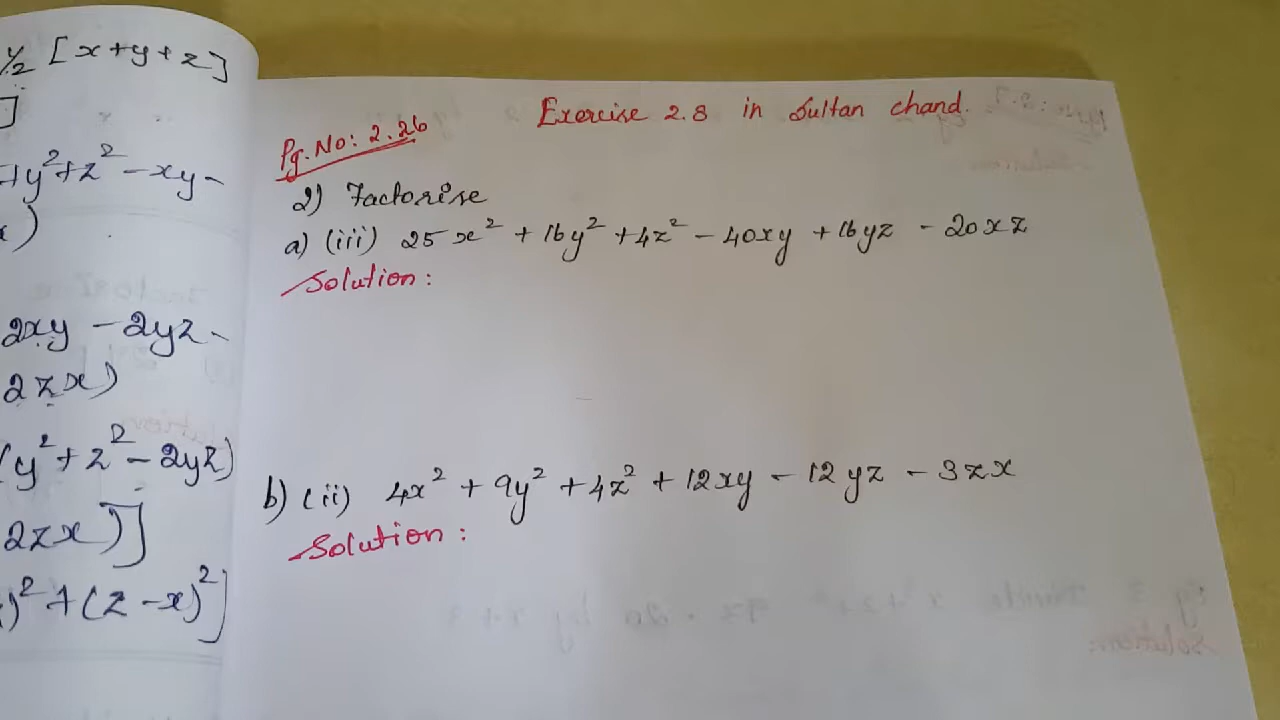 ½ [x+y+z]
]
+y²+z² - xy -
x)
2xy - 2yz -
2zx)
(y² + z² - 2yz)
2zx)]
)² + (z - x)²]
Exercise 2.8 in Sultan chand.
Pg.No: 2.26
2) Factorise
a) (iii) 25x² + 16y² + 4z² - 40xy + 16yz - 20xz
Solution:
b) (ii) 4x² + 9y² + 4z² + 12xy - 12yz - 3zx
Solution: